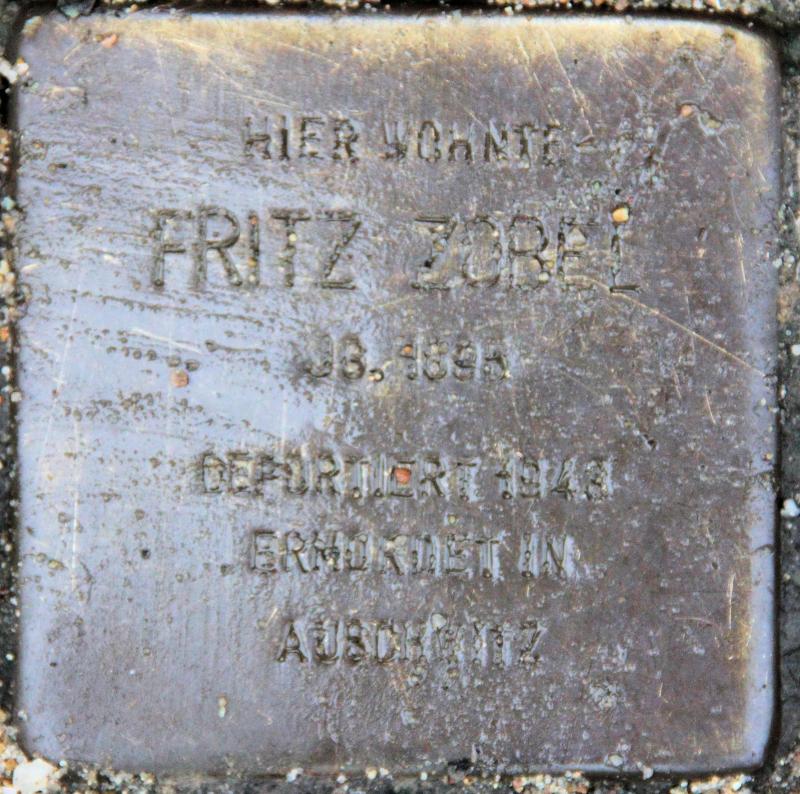 HIER WOHNTE
FRITZ ZOBEL
JG. 1895
DEPORTIERT 1943
ERMORDET IN
AUSCHWITZ